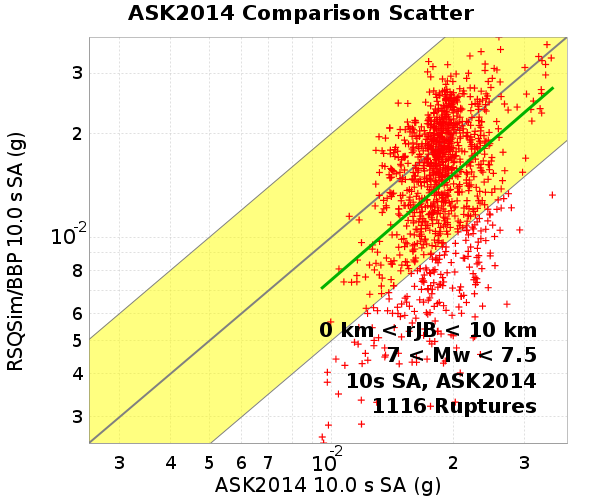 ASK2014 Comparison Scatter
RSQSim/BBP 10.0 s SA (g)
3
2
10-2
8
6
5
4
3
0 km < rJB < 10 km
7 < Mw < 7.5
10s SA, ASK2014
1116 Ruptures
3 4 5 6 7 10-2 2 3
ASK2014 10.0 s SA (g)